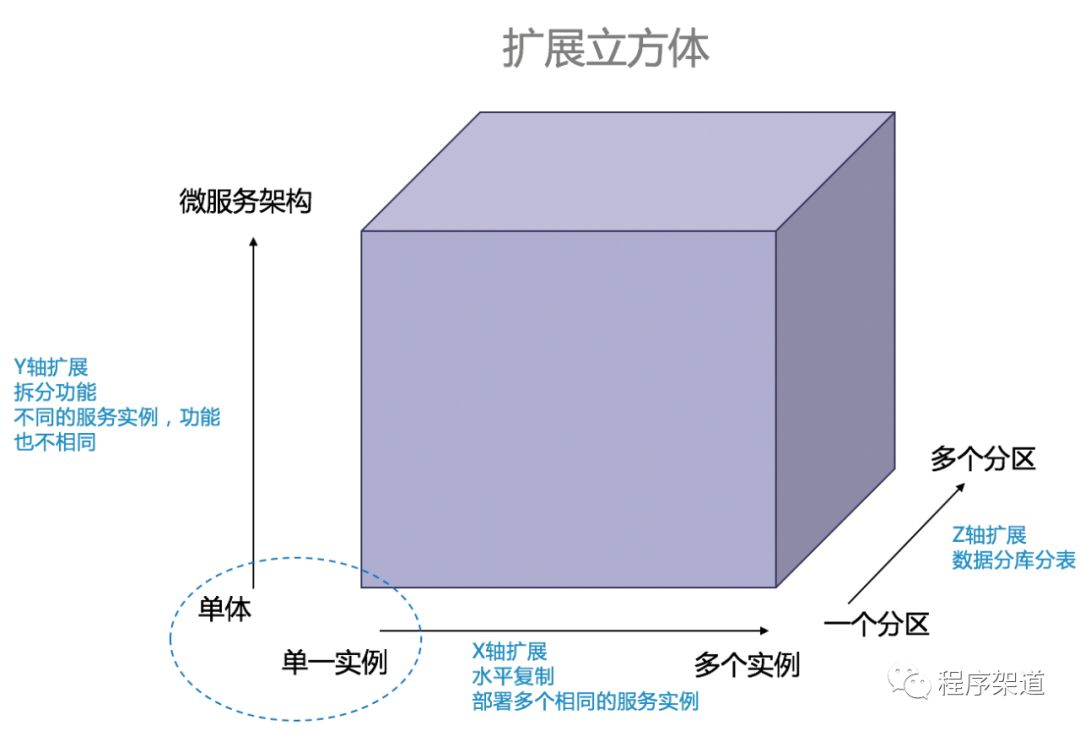 扩展立方体
微服务架构
Y轴扩展
拆分功能
不同的服务实例，功能
也不相同
多个分区
Z轴扩展
数据分库分表
单体
一个分区
单一实例
X轴扩展
水平复制
部署多个相同的服务实例
多个实例
程序架道